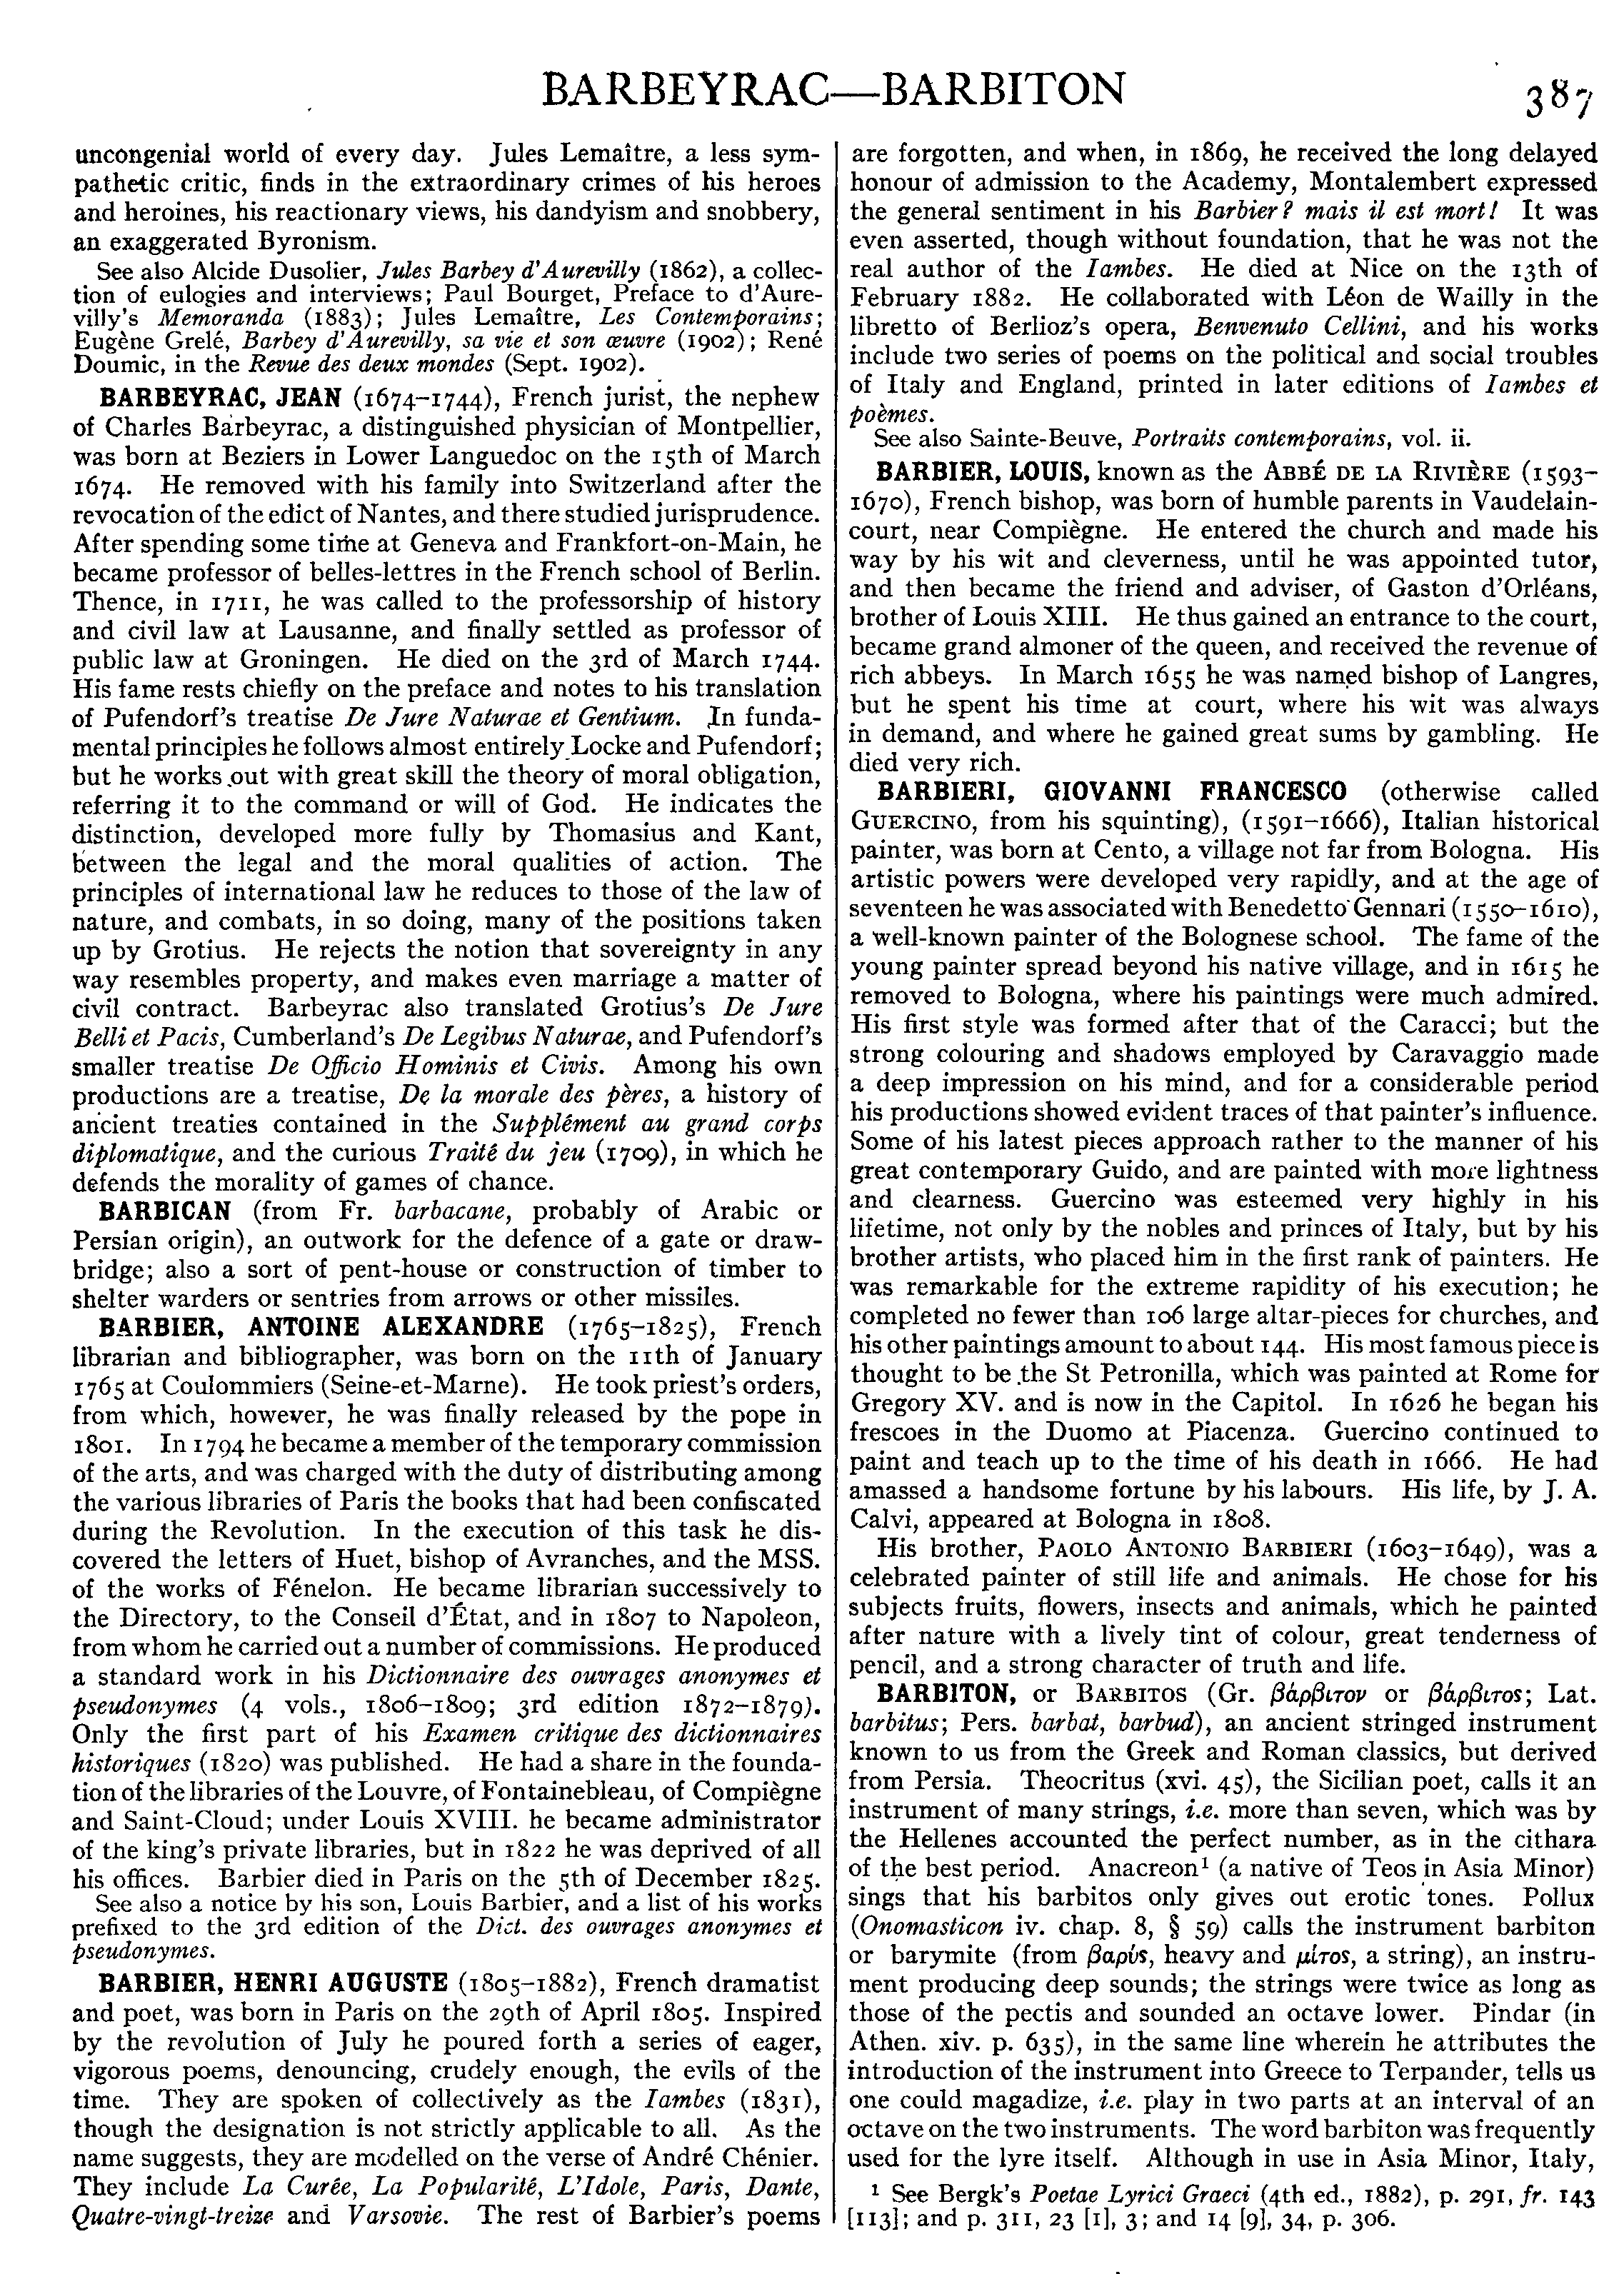 BARBEYRAC—BARBITON
387
uncongenial world of every day. Jules Lemaître, a less sym-
pathetic critic, finds in the extraordinary crimes of his heroes
and heroines, his reactionary views, his dandyism and snobbery,
an exaggerated Byronism.
See also Alcide Dusolier, Jules Barbey d'Aurevilly (1862), a collec-
tion of eulogies and interviews; Paul Bourget, Preface to d'Aure-
villy's Memoranda (1883); Jules Lemaître, Les Contemporains;
Eugène Grelé, Barbey d'Aurevilly, sa vie et son œuvre (1902); René
Doumic, in the Revue des deux mondes (Sept. 1902).
BARBEYRAC, JEAN (1674–1744), French jurist, the nephew
of Charles Barbeyrac, a distinguished physician of Montpellier,
was born at Beziers in Lower Languedoc on the 15th of March
1674. He removed with his family into Switzerland after the
revocation of the edict of Nantes, and there studied jurisprudence.
After spending some time at Geneva and Frankfort-on-Main, he
became professor of belles-lettres in the French school of Berlin.
Thence, in 1711, he was called to the professorship of history
and civil law at Lausanne, and finally settled as professor of
public law at Groningen. He died on the 3rd of March 1744.
His fame rests chiefly on the preface and notes to his translation
of Pufendorf's treatise De Jure Naturae et Gentium. In funda-
mental principles he follows almost entirely Locke and Pufendorf;
but he works out with great skill the theory of moral obligation,
referring it to the command or will of God. He indicates the
distinction, developed more fully by Thomasius and Kant,
between the legal and the moral qualities of action. The
principles of international law he reduces to those of the law of
nature, and combats, in so doing, many of the positions taken
up by Grotius. He rejects the notion that sovereignty in any
way resembles property, and makes even marriage a matter of
civil contract. Barbeyrac also translated Grotius's De Jure
Belli et Pacis, Cumberland's De Legibus Naturae, and Pufendorf's
smaller treatise De Officio Hominis et Civis. Among his own
productions are a treatise, De la morale des pères, a history of
ancient treaties contained in the Supplément au grand corps
diplomatique, and the curious Traité du jeu (1709), in which he
defends the morality of games of chance.
BARBICAN (from Fr. barbacane, probably of Arabic or
Persian origin), an outwork for the defence of a gate or draw-
bridge; also a sort of pent-house or construction of timber to
shelter warders or sentries from arrows or other missiles.
BARBIER, ANTOINE ALEXANDRE (1765–1825), French
librarian and bibliographer, was born on the 11th of January
1765 at Coulommiers (Seine-et-Marne). He took priest's orders,
from which, however, he was finally released by the pope in
1801. In 1794 he became a member of the temporary commission
of the arts, and was charged with the duty of distributing among
the various libraries of Paris the books that had been confiscated
during the Revolution. In the execution of this task he dis-
covered the letters of Huet, bishop of Avranches, and the MSS.
of the works of Fénelon. He became librarian successively to
the Directory, to the Conseil d'État, and in 1807 to Napoleon,
from whom he carried out a number of commissions. He produced
a standard work in his Dictionnaire des ouvrages anonymes et
pseudonymes (4 vols., 1806–1809; 3rd edition 1872–1879).
Only the first part of his Examen critique des dictionnaires
historiques (1820) was published. He had a share in the founda-
tion of the libraries of the Louvre, of Fontainebleau, of Compiègne
and Saint-Cloud; under Louis XVIII. he became administrator
of the king's private libraries, but in 1822 he was deprived of all
his offices. Barbier died in Paris on the 5th of December 1825.
See also a notice by his son, Louis Barbier, and a list of his works
prefixed to the 3rd edition of the Dict. des ouvrages anonymes et
pseudonymes.
BARBIER, HENRI AUGUSTE (1805–1882), French dramatist
and poet, was born in Paris on the 29th of April 1805. Inspired
by the revolution of July he poured forth a series of eager,
vigorous poems, denouncing, crudely enough, the evils of the
time. They are spoken of collectively as the Iambes (1831),
though the designation is not strictly applicable to all. As the
name suggests, they are modelled on the verse of André Chénier.
They include La Curée, La Popularité, L'Idole, Paris, Dante,
Quatre-vingt-treize and Varsovie. The rest of Barbier's poems
are forgotten, and when, in 1869, he received the long delayed
honour of admission to the Academy, Montalembert expressed
the general sentiment in his Barbier? mais il est mort! It was
even asserted, though without foundation, that he was not the
real author of the Iambes. He died at Nice on the 13th of
February 1882. He collaborated with Léon de Wailly in the
libretto of Berlioz's opera, Benvenuto Cellini, and his works
include two series of poems on the political and social troubles
of Italy and England, printed in later editions of Iambes et
poèmes.
See also Sainte-Beuve, Portraits contemporains, vol. ii.
BARBIER, LOUIS, known as the ABBÉ DE LA RIVIÈRE (1593–
1670), French bishop, was born of humble parents in Vaudelain-
court, near Compiègne. He entered the church and made his
way by his wit and cleverness, until he was appointed tutor,
and then became the friend and adviser, of Gaston d'Orléans,
brother of Louis XIII. He thus gained an entrance to the court,
became grand almoner of the queen, and received the revenue of
rich abbeys. In March 1655 he was named bishop of Langres,
but he spent his time at court, where his wit was always
in demand, and where he gained great sums by gambling. He
died very rich.
BARBIERI, GIOVANNI FRANCESCO (otherwise called
GUERCINO, from his squinting), (1591–1666), Italian historical
painter, was born at Cento, a village not far from Bologna. His
artistic powers were developed very rapidly, and at the age of
seventeen he was associated with Benedetto Gennari (1550–1610),
a well-known painter of the Bolognese school. The fame of the
young painter spread beyond his native village, and in 1615 he
removed to Bologna, where his paintings were much admired.
His first style was formed after that of the Caracci; but the
strong colouring and shadows employed by Caravaggio made
a deep impression on his mind, and for a considerable period
his productions showed evident traces of that painter's influence.
Some of his latest pieces approach rather to the manner of his
great contemporary Guido, and are painted with more lightness
and clearness. Guercino was esteemed very highly in his
lifetime, not only by the nobles and princes of Italy, but by his
brother artists, who placed him in the first rank of painters. He
was remarkable for the extreme rapidity of his execution; he
completed no fewer than 106 large altar-pieces for churches, and
his other paintings amount to about 144. His most famous piece is
thought to be the St Petronilla, which was painted at Rome for
Gregory XV. and is now in the Capitol. In 1626 he began his
frescoes in the Duomo at Piacenza. Guercino continued to
paint and teach up to the time of his death in 1666. He had
amassed a handsome fortune by his labours. His life, by J. A.
Calvi, appeared at Bologna in 1808.
His brother, PAOLO ANTONIO BARBIERI (1603–1649), was a
celebrated painter of still life and animals. He chose for his
subjects fruits, flowers, insects and animals, which he painted
after nature with a lively tint of colour, great tenderness of
pencil, and a strong character of truth and life.
BARBITON, or BARBITOS (Gr. βάρβιτον or βάρβιτος; Lat.
barbitus; Pers. barbat, barbud), an ancient stringed instrument
known to us from the Greek and Roman classics, but derived
from Persia. Theocritus (xvi. 45), the Sicilian poet, calls it an
instrument of many strings, i.e. more than seven, which was by
the Hellenes accounted the perfect number, as in the cithara
of the best period. Anacreon¹ (a native of Teos in Asia Minor)
sings that his barbitos only gives out erotic tones. Pollux
(Onomasticon iv. chap. 8, § 59) calls the instrument barbiton
or barymite (from βαρύς, heavy and μίτος, a string), an instru-
ment producing deep sounds; the strings were twice as long as
those of the pectis and sounded an octave lower. Pindar (in
Athen. xiv. p. 635), in the same line wherein he attributes the
introduction of the instrument into Greece to Terpander, tells us
one could magadize, i.e. play in two parts at an interval of an
octave on the two instruments. The word barbiton was frequently
used for the lyre itself. Although in use in Asia Minor, Italy,
¹ See Bergk's Poetae Lyrici Graeci (4th ed., 1882), p. 291, fr. 143
[113]; and p. 311, 23 [1], 3; and 14 [9], 34, p. 306.